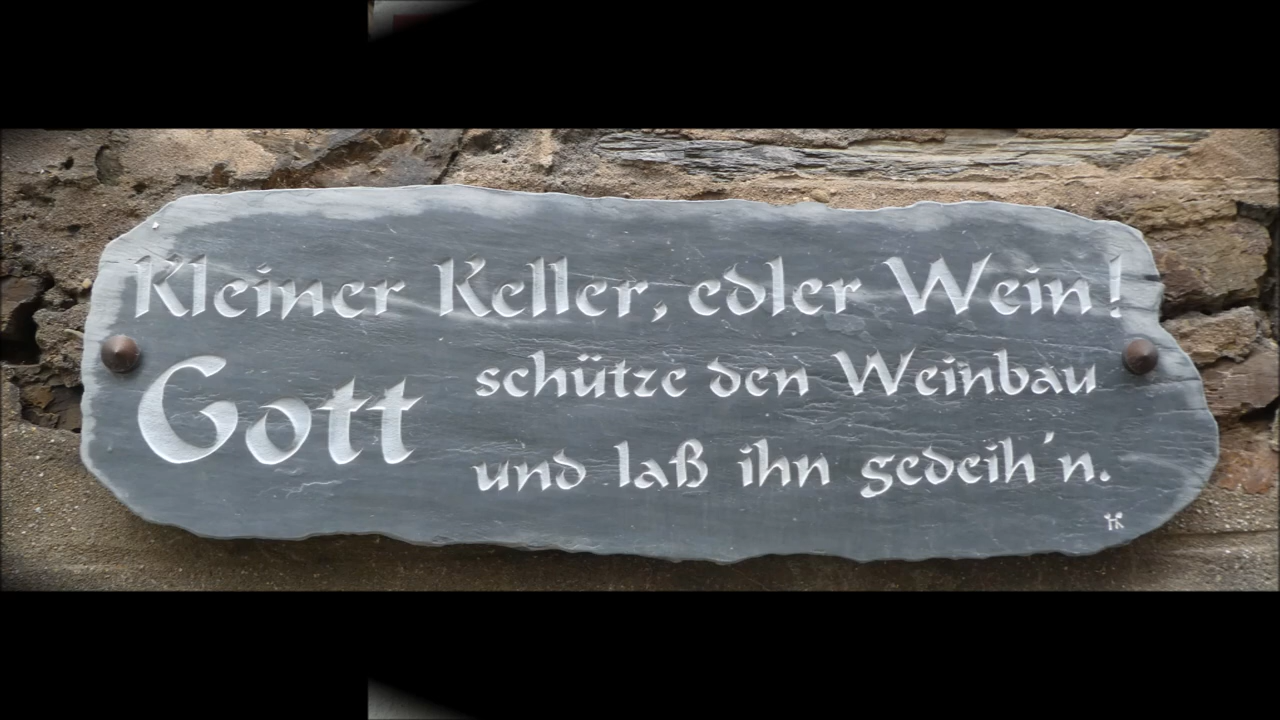 Kleiner Keller, edler Wein!
Gott schütze den Weinbau
und laß ihn gedeih'n.